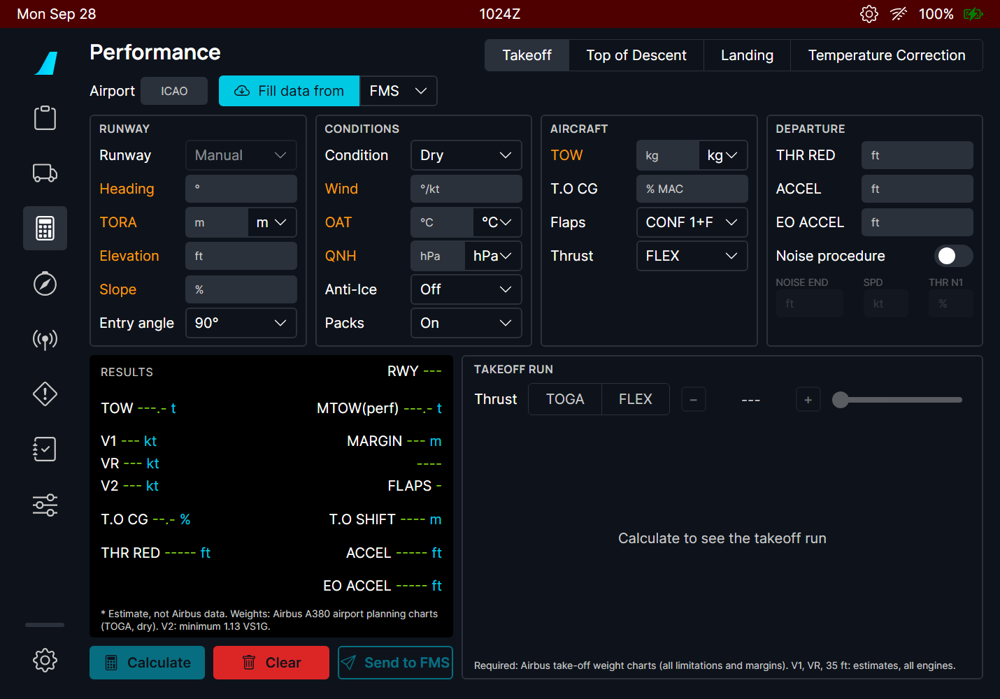 Mon Sep 28
1024Z
100%
Performance
Takeoff
Top of Descent
Landing
Temperature Correction
Airport
ICAO
Fill data from
FMS
RUNWAY
Runway
Manual
Heading
°
TORA
m
m
Elevation
ft
Slope
%
Entry angle
90°
CONDITIONS
Condition
Dry
Wind
°/kt
OAT
°C
°C
QNH
hPa
hPa
Anti-Ice
Off
Packs
On
AIRCRAFT
TOW
kg
kg
T.O CG
% MAC
Flaps
CONF 1+F
Thrust
FLEX
DEPARTURE
THR RED
ft
ACCEL
ft
EO ACCEL
ft
Noise procedure
NOISE END
SPD
THR N1
ft
kt
%
RESULTS
RWY ---
TOW ---.- t
MTOW(perf) ---.- t
V1 --- kt
MARGIN --- m
VR --- kt
----
V2 --- kt
FLAPS -
T.O CG --.- %
T.O SHIFT ---- m
THR RED ----- ft
ACCEL ----- ft
EO ACCEL ----- ft
* Estimate, not Airbus data. Weights: Airbus A380 airport planning charts
(TOGA, dry). V2: minimum 1.13 VS1G.
Calculate
Clear
Send to FMS
TAKEOFF RUN
Thrust
TOGA
FLEX
−
---
+
Calculate to see the takeoff run
Required: Airbus take-off weight charts (all limitations and margins). V1, VR, 35 ft: estimates, all engines.